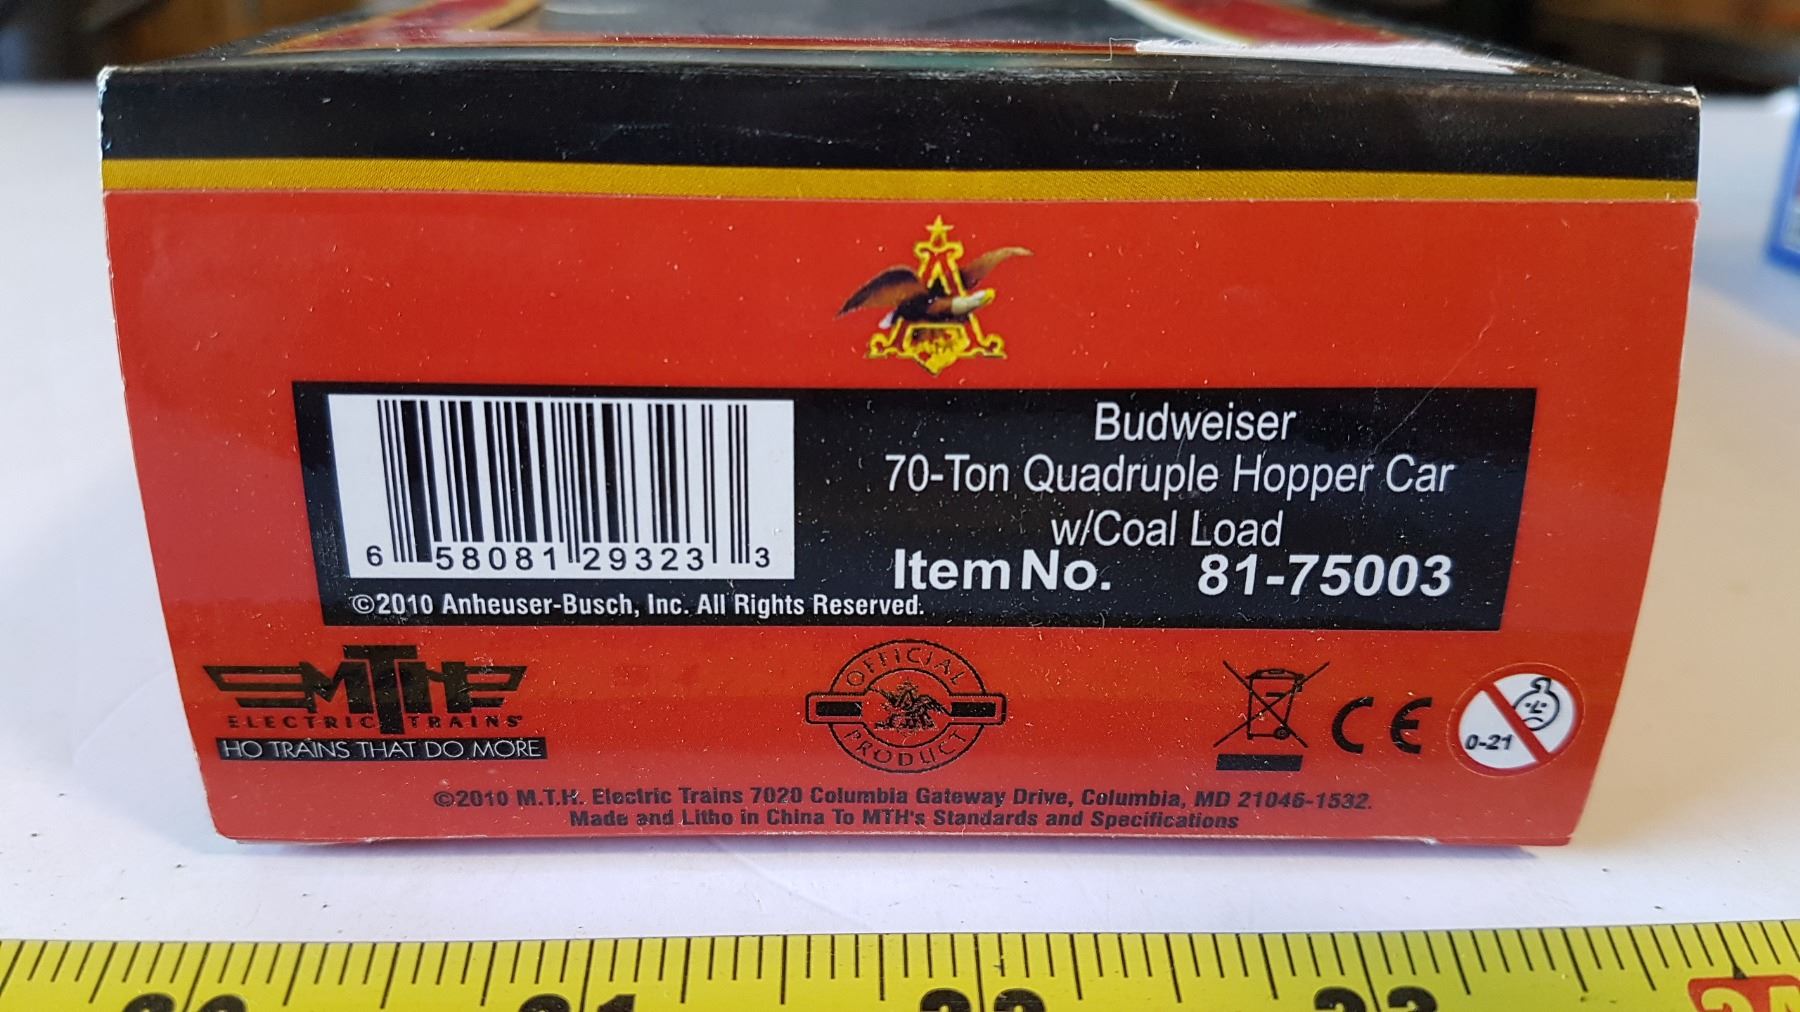 Budweiser
70-Ton Quadruple Hopper Car
w/Coal Load
Item No. 81-75003
6 58081 29323 3
©2010 Anheuser-Busch, Inc. All Rights Reserved.
MTH
ELECTRIC TRAINS
HO TRAINS THAT DO MORE
OFFICIAL
PRODUCT
CE
0-21
©2010 M.T.H. Electric Trains 7020 Columbia Gateway Drive, Columbia, MD 21046-1532.
Made and Litho in China To MTH's Standards and Specifications